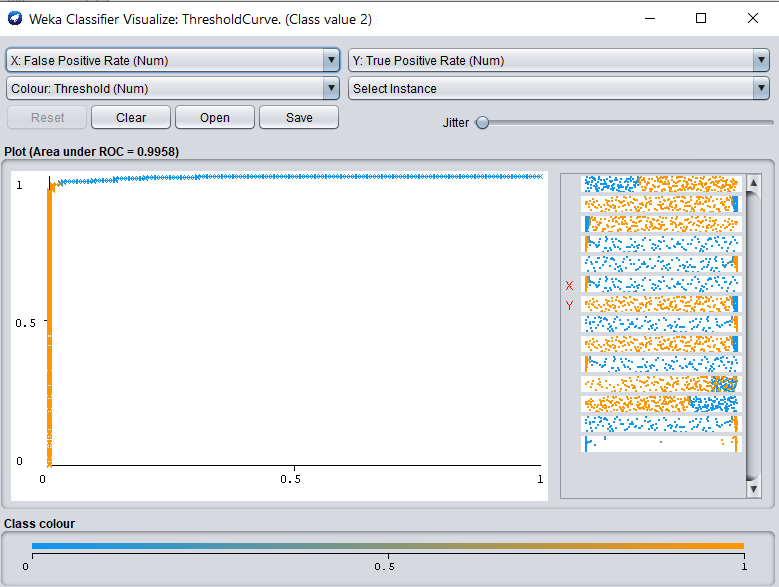 Weka Classifier Visualize: ThresholdCurve. (Class value 2)
X: False Positive Rate (Num)
Y: True Positive Rate (Num)
Colour: Threshold (Num)
Select Instance
Reset
Clear
Open
Save
Jitter
Plot (Area under ROC = 0.9958)
1
0.5
0
0
0.5
1
X
Y
Class colour
0
0.5
1